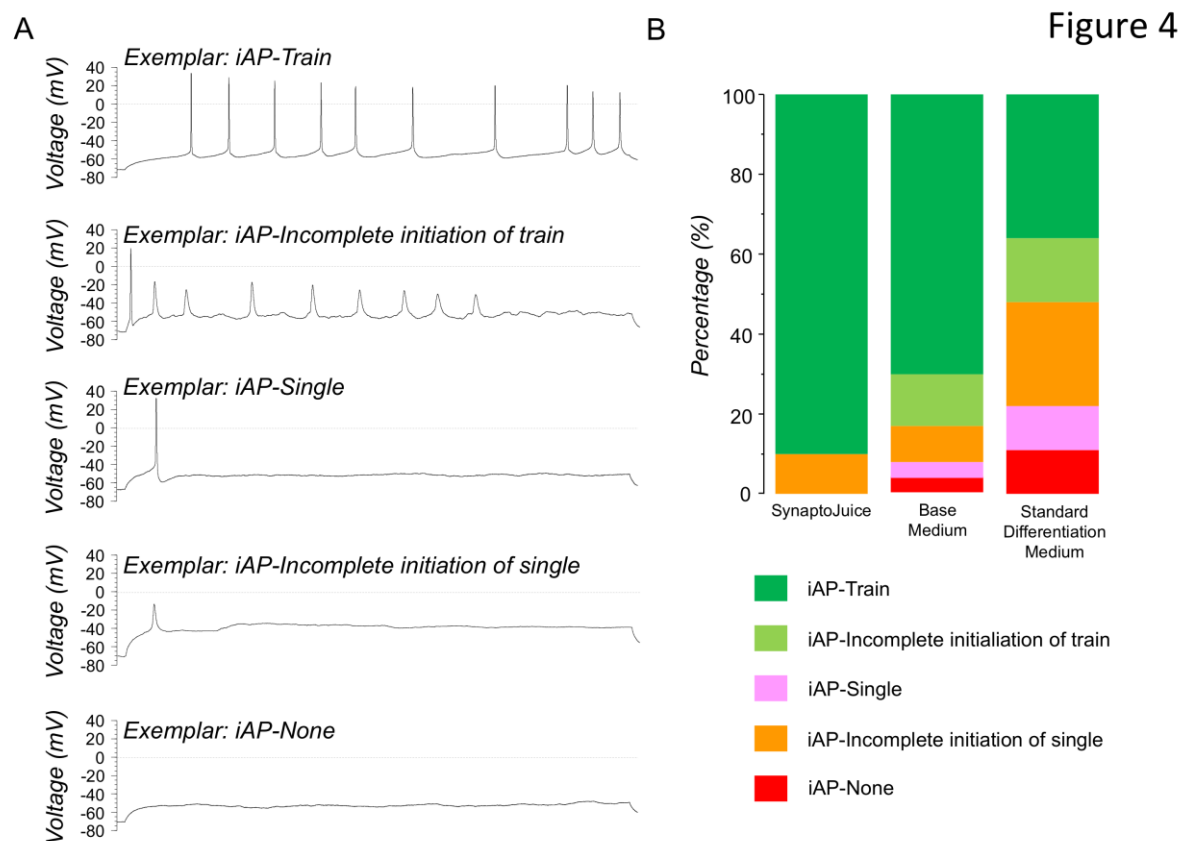 Figure 4
A
Exemplar: iAP-Train
Voltage (mV)
40
20
0
-20
-40
-60
-80
Exemplar: iAP-Incomplete initiation of train
Voltage (mV)
40
20
0
-20
-40
-60
-80
Exemplar: iAP-Single
Voltage (mV)
40
20
0
-20
-40
-60
-80
Exemplar: iAP-Incomplete initiation of single
Voltage (mV)
40
20
0
-20
-40
-60
-80
Exemplar: iAP-None
Voltage (mV)
40
20
0
-20
-40
-60
-80
B
Percentage (%)
100
80
60
40
20
0
SynaptoJuice
Base
Medium
Standard
Differentiation
Medium
iAP-Train
iAP-Incomplete initialiation of train
iAP-Single
iAP-Incomplete initiation of single
iAP-None